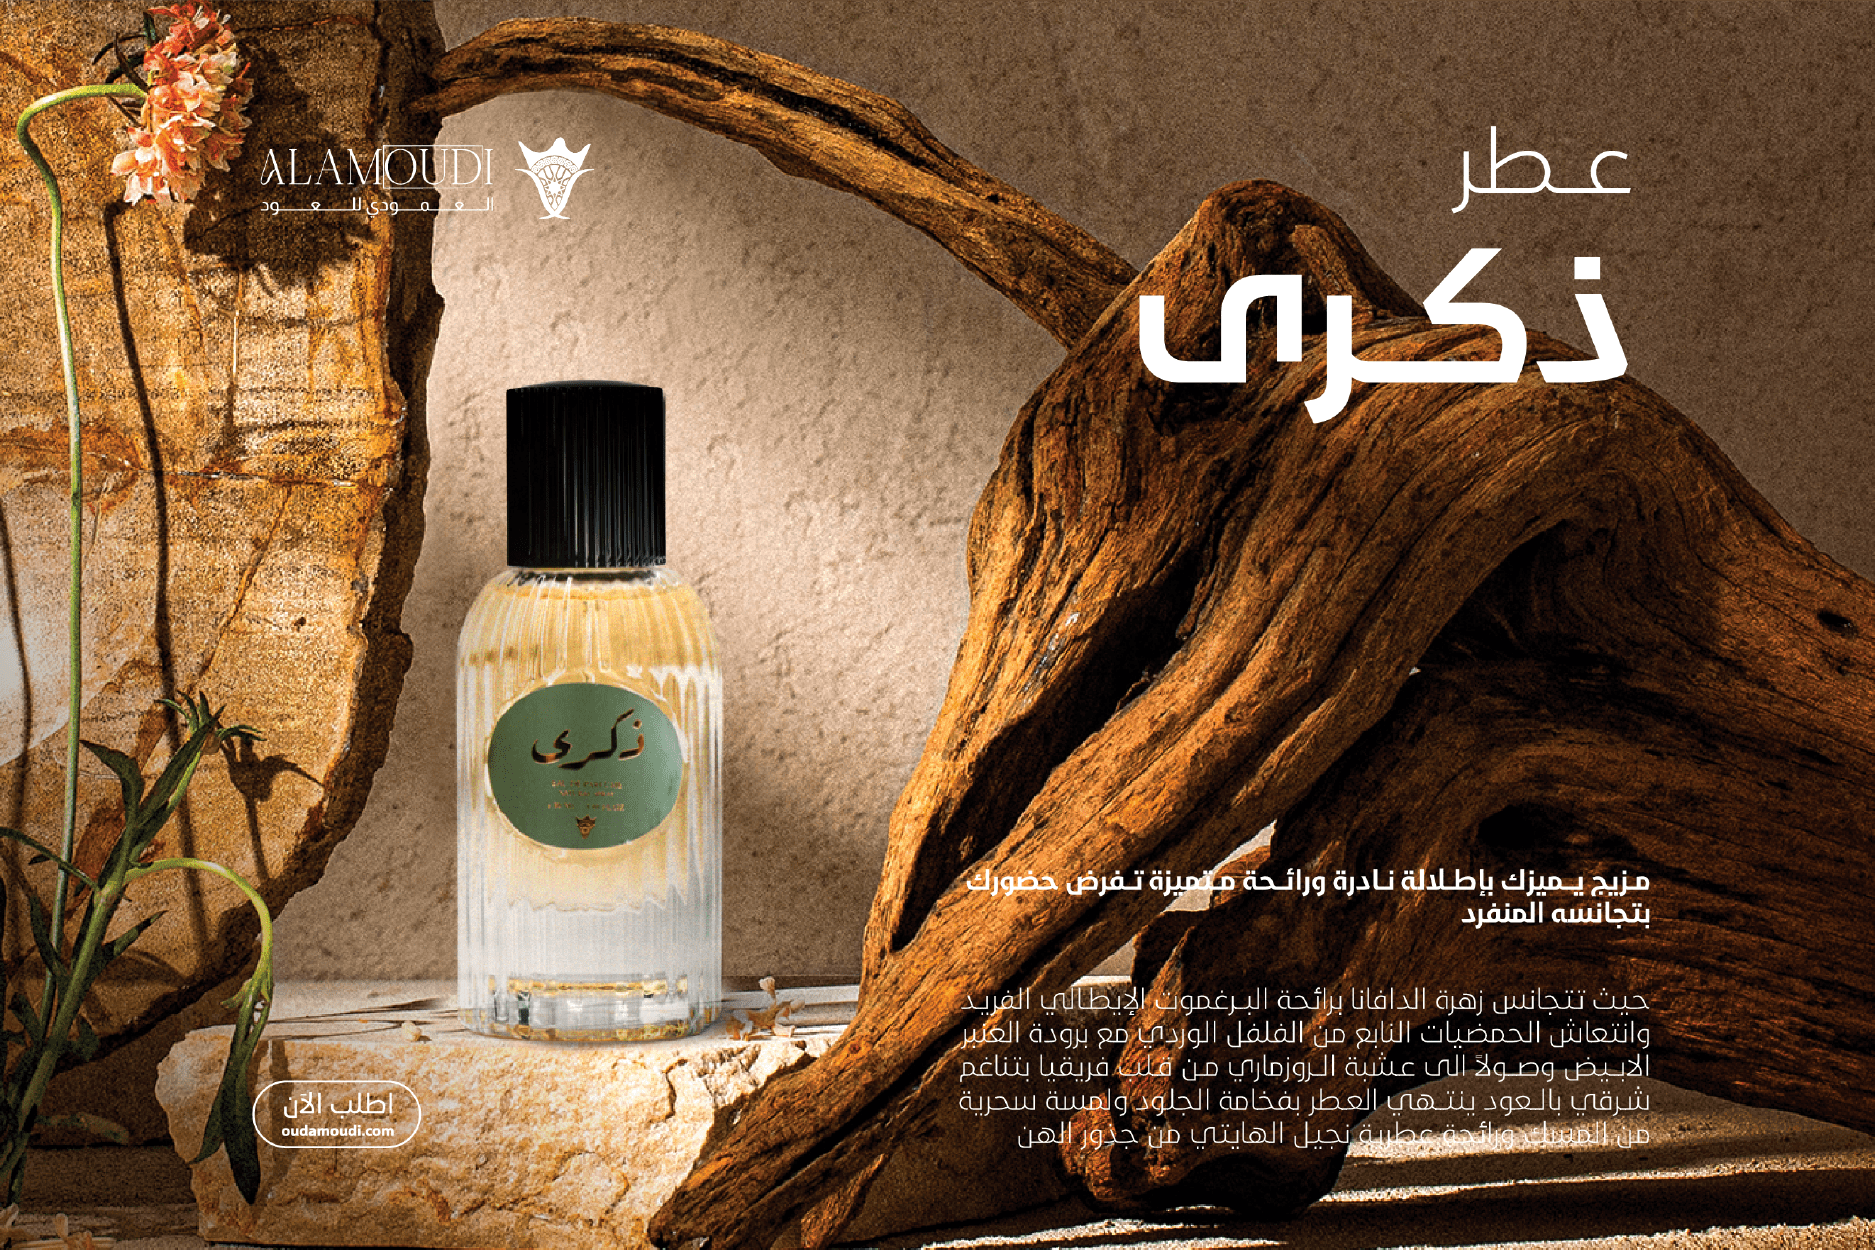 ALAMOUDI
العمودي للعود
عطر
ذكرى
ذكرى
مزيج يميزك بإطلالة نادرة ورائحة متميزة تفرض حضورك
بتجانسه المنفرد
حيث تتجانس زهرة الدافانا برائحة البرغموت الإيطالي الفريد
وانتعاش الحمضيات النابع من الفلفل الوردي مع برودة العنبر
الابيض وصولاً الى عشبة الروزماري من قلب فريقيا بتناغم
شرقي بالعود ينتهي العطر بفخامة الجلود ولمسة سحرية
من المسك ورائحة عطرية نجيل الهايتي من جذور الهن
اطلب الآن
oudamoudi.com